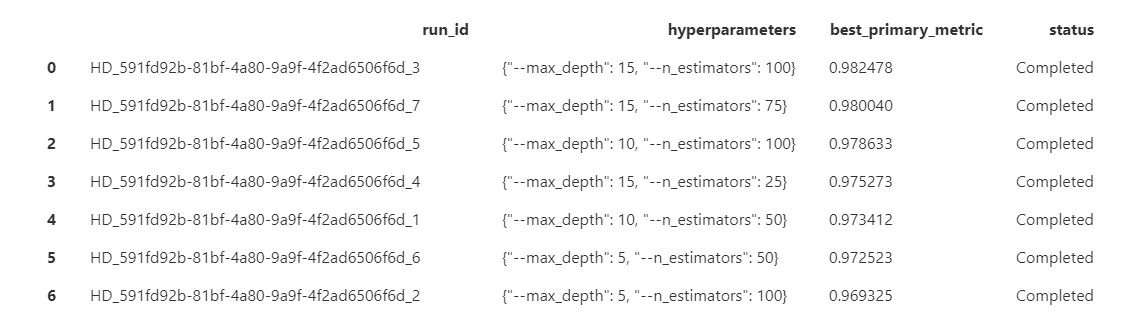 run_id hyperparameters best_primary_metric status
0 HD_591fd92b-81bf-4a80-9a9f-4f2ad6506f6d_3 {"--max_depth": 15, "--n_estimators": 100} 0.982478 Completed
1 HD_591fd92b-81bf-4a80-9a9f-4f2ad6506f6d_7 {"--max_depth": 15, "--n_estimators": 75} 0.980040 Completed
2 HD_591fd92b-81bf-4a80-9a9f-4f2ad6506f6d_5 {"--max_depth": 10, "--n_estimators": 100} 0.978633 Completed
3 HD_591fd92b-81bf-4a80-9a9f-4f2ad6506f6d_4 {"--max_depth": 15, "--n_estimators": 25} 0.975273 Completed
4 HD_591fd92b-81bf-4a80-9a9f-4f2ad6506f6d_1 {"--max_depth": 10, "--n_estimators": 50} 0.973412 Completed
5 HD_591fd92b-81bf-4a80-9a9f-4f2ad6506f6d_6 {"--max_depth": 5, "--n_estimators": 50} 0.972523 Completed
6 HD_591fd92b-81bf-4a80-9a9f-4f2ad6506f6d_2 {"--max_depth": 5, "--n_estimators": 100} 0.969325 Completed